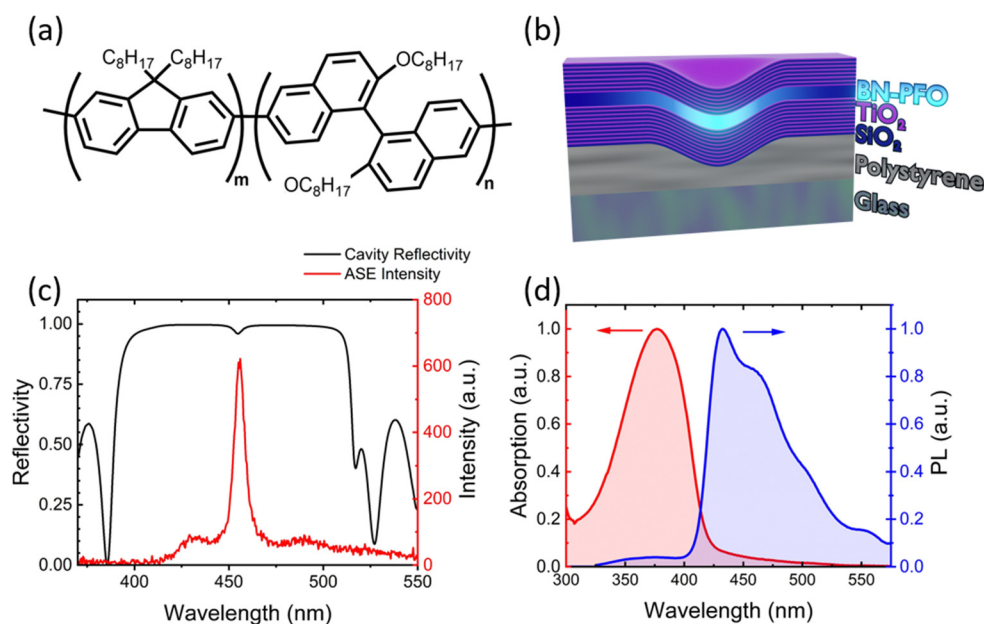 (a)
C8H17
C8H17
OC8H17
OC8H17
m
n
(b)
BN-PFO
TiO2
SiO2
Polystyrene
Glass
(c)
Cavity Reflectivity
ASE Intensity
Reflectivity
1.00
0.75
0.50
0.25
0.00
800
600
400
200
0
Intensity (a.u.)
400
450
500
550
Wavelength (nm)
(d)
Absorption (a.u.)
1.0
0.8
0.6
0.4
0.2
0.0
1.0
0.8
0.6
0.4
0.2
0.0
PL (a.u.)
300
350
400
450
500
550
Wavelength (nm)